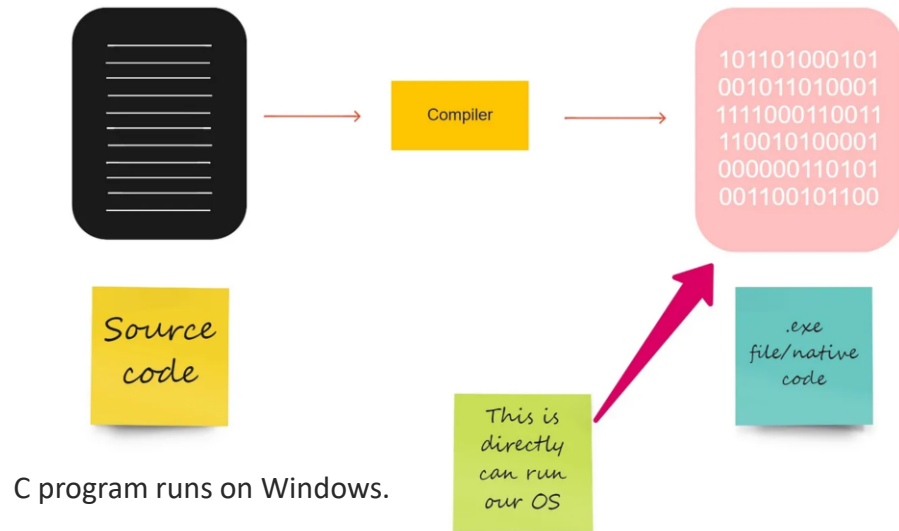 Compiler
101101000101
001011010001
1111000110011
110010100001
000000110101
001100101100
Source
code
.exe
file/native
code
This is
directly
can run
our OS
C program runs on Windows.